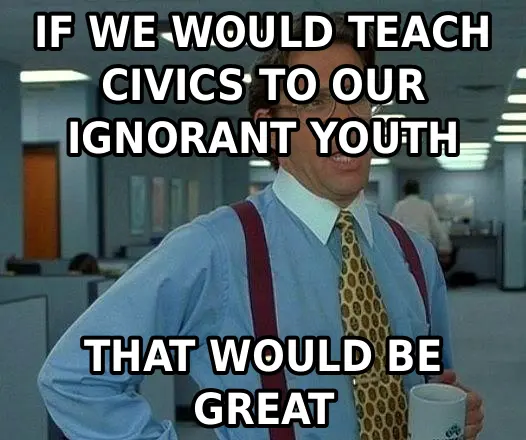 IF WE WOULD TEACH
CIVICS TO OUR
IGNORANT YOUTH
THAT WOULD BE
GREAT